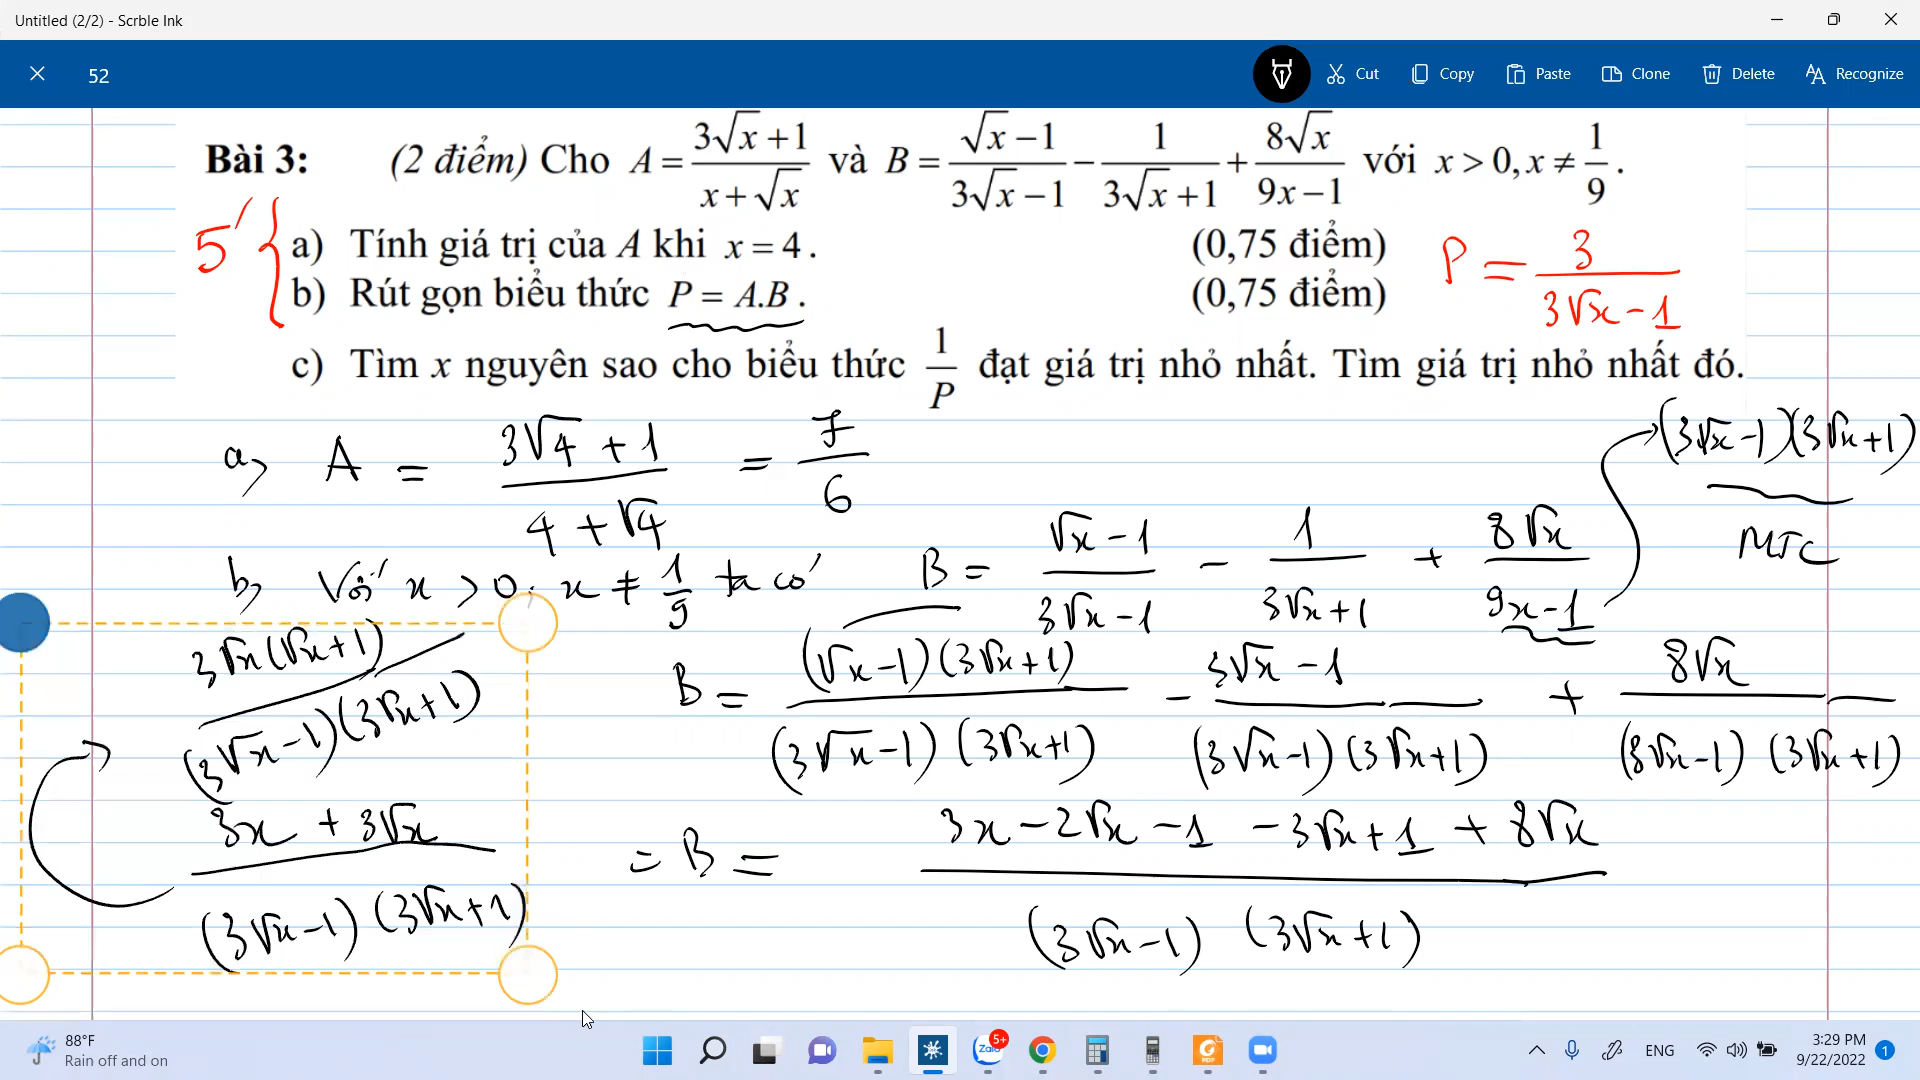 Untitled (2/2) - Scrble Ink
52 Cut Copy Paste Clone Delete Recognize
Bài 3: (2 điểm) Cho A = (3√x + 1)/(x + √x) và B = (√x − 1)/(3√x − 1) − 1/(3√x + 1) + 8√x/(9x − 1) với x > 0, x ≠ 1/9.
5' { a) Tính giá trị của A khi x = 4. (0,75 điểm)
b) Rút gọn biểu thức P = A.B. (0,75 điểm)
P = 3/(3√x − 1)
c) Tìm x nguyên sao cho biểu thức 1/P đạt giá trị nhỏ nhất. Tìm giá trị nhỏ nhất đó.
a, A = (3√4 + 1)/(4 + √4) = 7/6
(3√x − 1)(3√x + 1)
MTC
b, Với x > 0; x ≠ 1/9 ta có B = (√x − 1)/(3√x − 1) − 1/(3√x + 1) + 8√x/(9x − 1)
3√x(√x + 1)/(3√x − 1)(3√x + 1)
B = (√x − 1)(3√x + 1)/(3√x − 1)(3√x + 1) − 3√x − 1/(3√x − 1)(3√x + 1) + 8√x/(3√x − 1)(3√x + 1)
3x + 3√x/(3√x − 1)(3√x + 1)
= B = 3x − 2√x − 1 − 3√x + 1 + 8√x/(3√x − 1)(3√x + 1)
88°F
Rain off and on
5+
Zalo
PDF
ENG
3:29 PM
9/22/2022
1